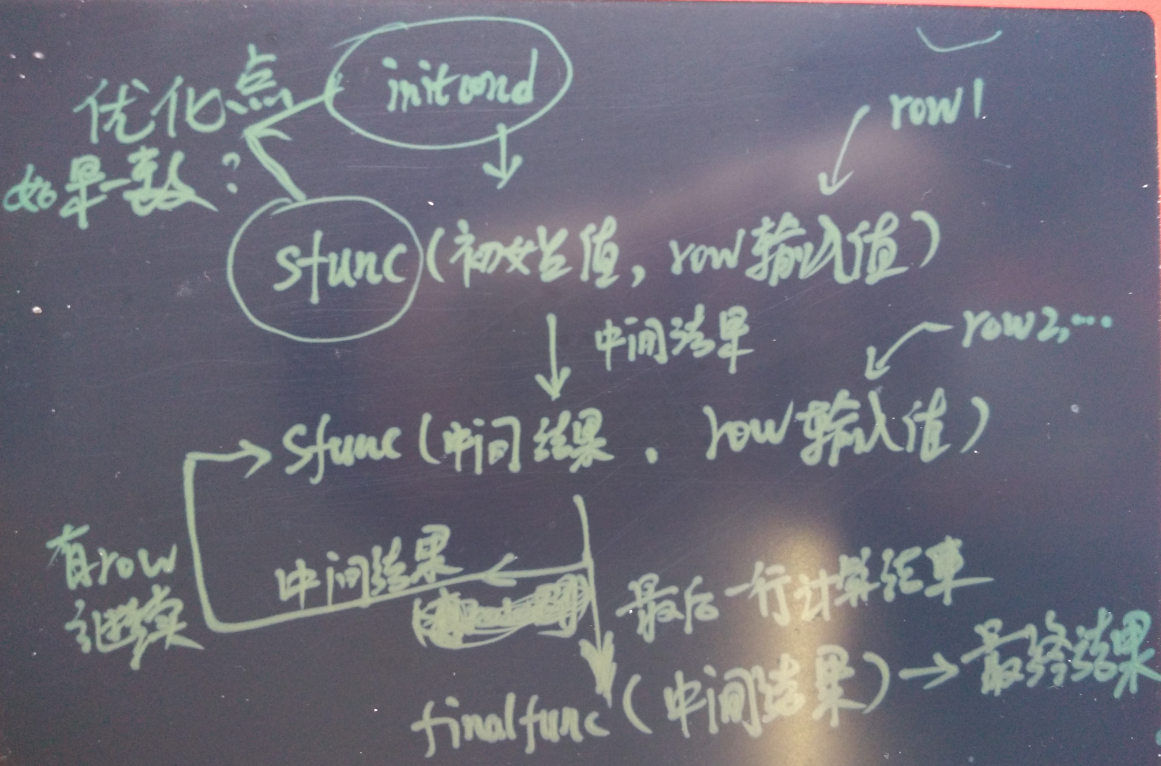 优化点
如果一致?
initcond
row1
sfunc(初始值, row输入值)
中间结果
row2,...
sfunc(中间结果, row输入值)
有row
继续
中间结果
最后一行计算结束
finalfunc(中间结果)→最终结果